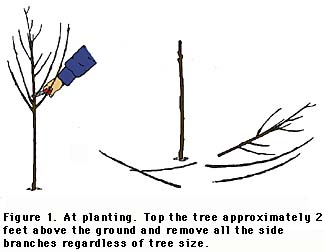 Figure 1. At planting. Top the tree approximately 2
feet above the ground and remove all the side
branches regardless of tree size.